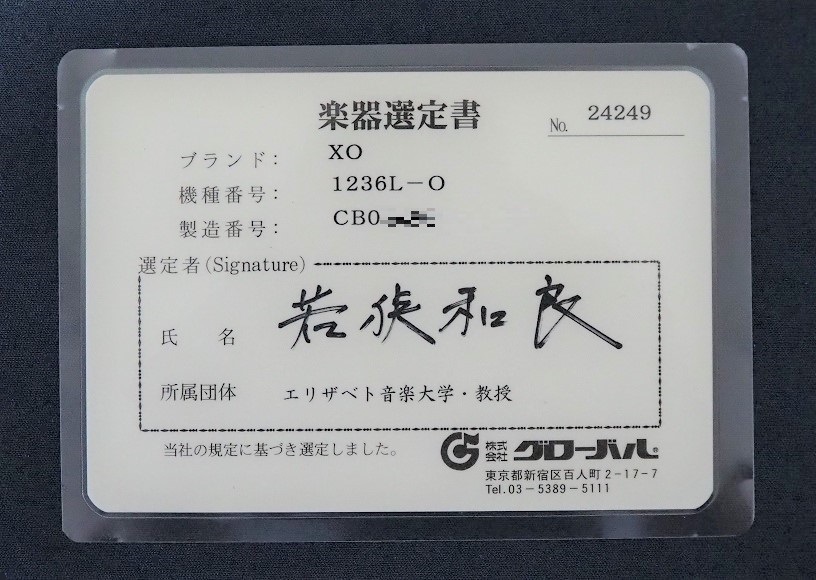 楽器選定書
No. 24249
ブランド: XO
機種番号: 1236L－O
製造番号: CB0
選定者(Signature)
氏 名 若狭和良
所属団体 エリザベト音楽大学・教授
当社の規定に基づき選定しました。
株式会社 グローバル®
東京都新宿区百人町2－17－7
Tel.03－5389－5111